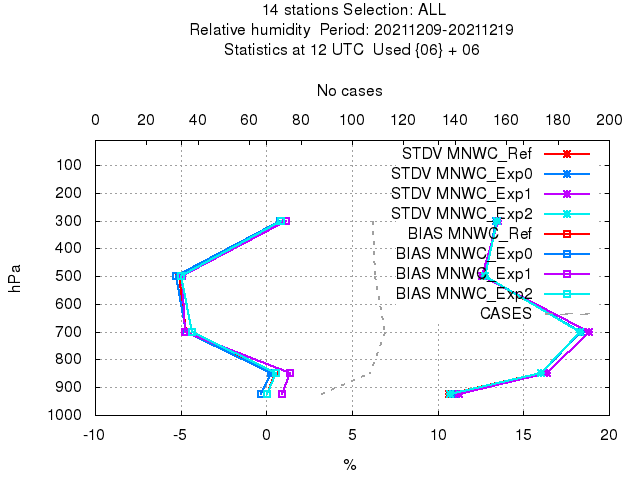 14 stations Selection: ALL
Relative humidity  Period: 20211209-20211219
Statistics at 12 UTC  Used {06} + 06
No cases
0 20 40 60 80 100 120 140 160 180 200
100
200
300
400
500
600
700
800
900
1000
hPa
STDV MNWC_Ref
STDV MNWC_Exp0
STDV MNWC_Exp1
STDV MNWC_Exp2
BIAS MNWC_Ref
BIAS MNWC_Exp0
BIAS MNWC_Exp1
BIAS MNWC_Exp2
CASES
-10 -5 0 5 10 15 20
%